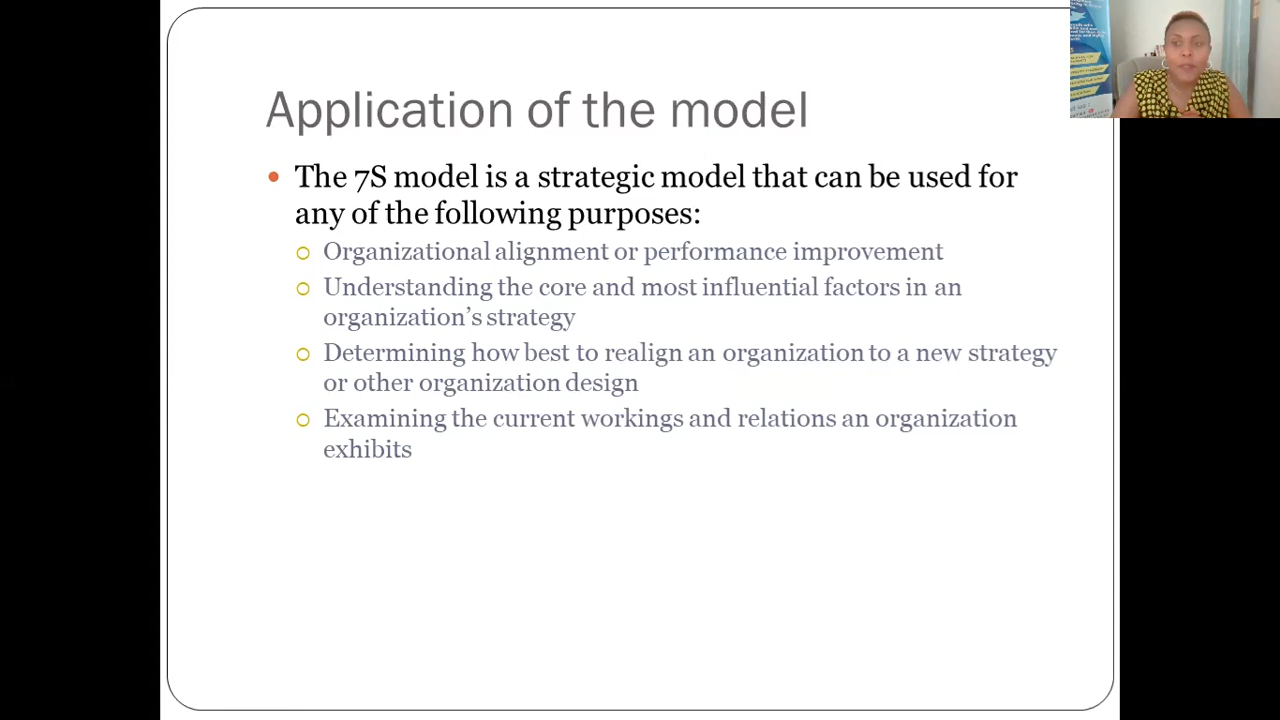 Application of the model
The 7S model is a strategic model that can be used for
any of the following purposes:
Organizational alignment or performance improvement
Understanding the core and most influential factors in an
organization’s strategy
Determining how best to realign an organization to a new strategy
or other organization design
Examining the current workings and relations an organization
exhibits